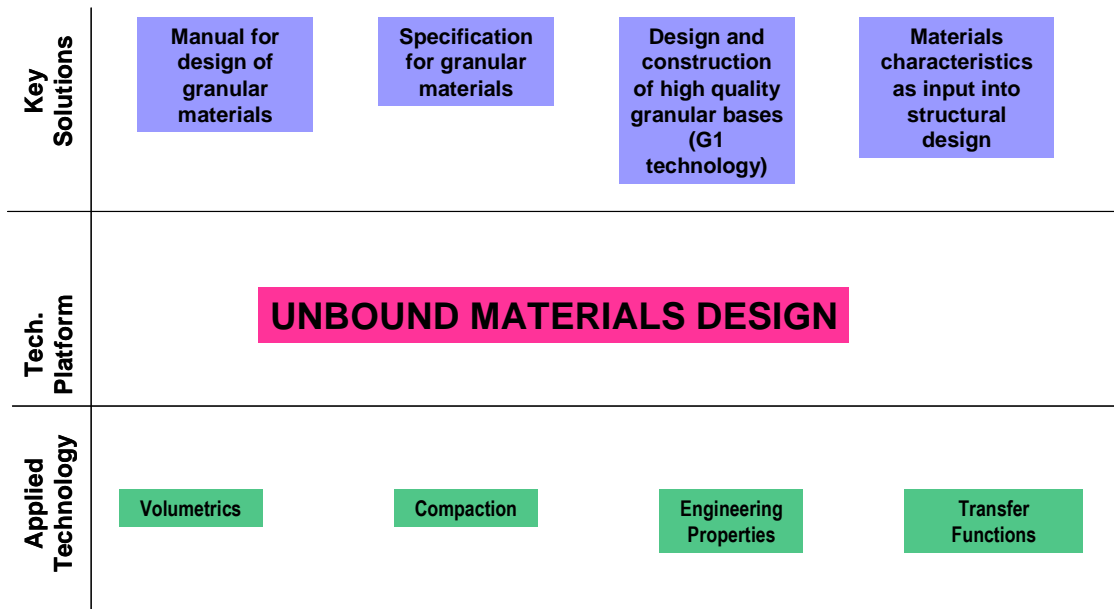 Key
Solutions
Manual for
design of
granular
materials
Specification
for granular
materials
Design and
construction
of high quality
granular bases
(G1
technology)
Materials
characteristics
as input into
structural
design
Tech.
Platform
UNBOUND MATERIALS DESIGN
Applied
Technology
Volumetrics
Compaction
Engineering
Properties
Transfer
Functions